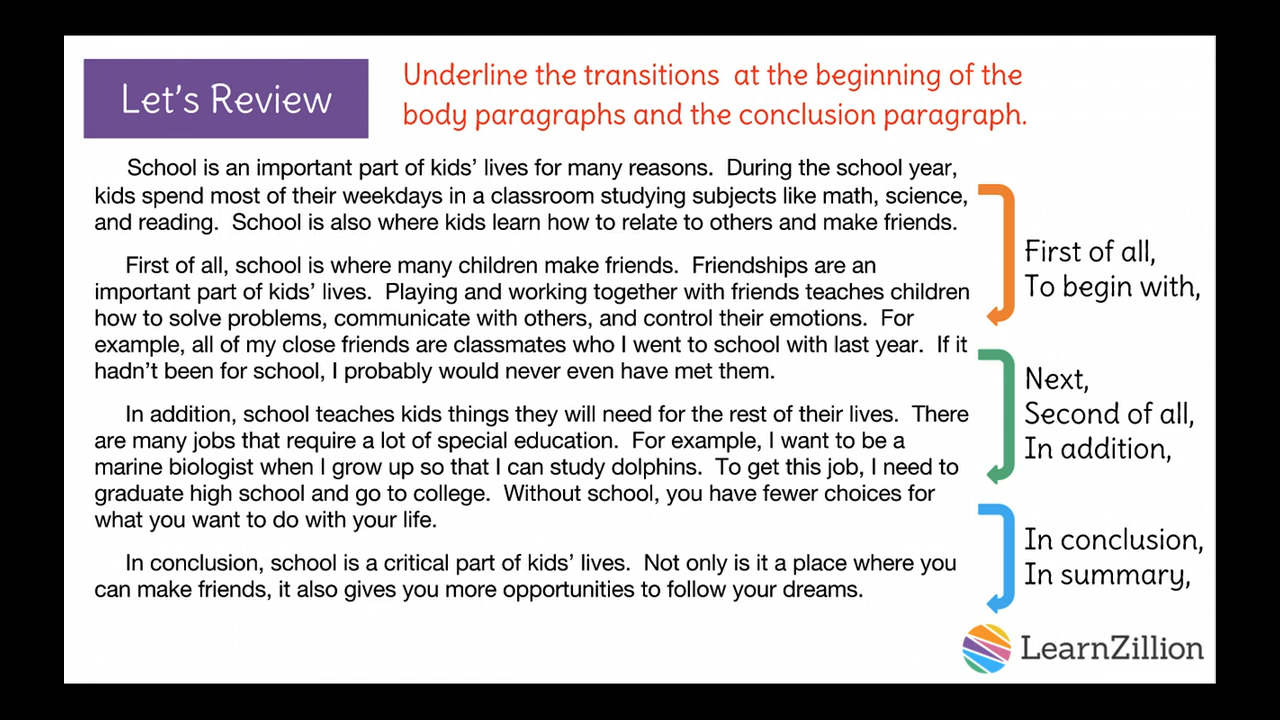 Let's Review
Underline the transitions at the beginning of the
body paragraphs and the conclusion paragraph.
School is an important part of kids' lives for many reasons. During the school year,
kids spend most of their weekdays in a classroom studying subjects like math, science,
and reading. School is also where kids learn how to relate to others and make friends.
First of all, school is where many children make friends. Friendships are an
important part of kids' lives. Playing and working together with friends teaches children
how to solve problems, communicate with others, and control their emotions. For
example, all of my close friends are classmates who I went to school with last year. If it
hadn't been for school, I probably would never even have met them.
In addition, school teaches kids things they will need for the rest of their lives. There
are many jobs that require a lot of special education. For example, I want to be a
marine biologist when I grow up so that I can study dolphins. To get this job, I need to
graduate high school and go to college. Without school, you have fewer choices for
what you want to do with your life.
In conclusion, school is a critical part of kids' lives. Not only is it a place where you
can make friends, it also gives you more opportunities to follow your dreams.
First of all,
To begin with,
Next,
Second of all,
In addition,
In conclusion,
In summary,
LearnZillion